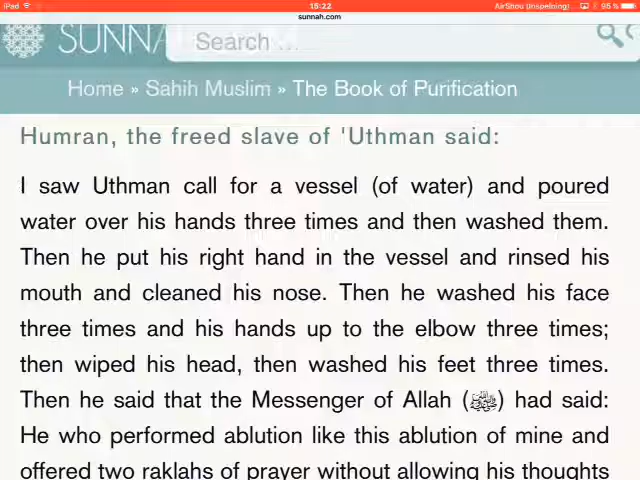 iPad 15:22 AirShou (inspelning) 95 %
sunnah.com
SUNNA Search ...
Home » Sahih Muslim » The Book of Purification
Humran, the freed slave of 'Uthman said:
I saw Uthman call for a vessel (of water) and poured
water over his hands three times and then washed them.
Then he put his right hand in the vessel and rinsed his
mouth and cleaned his nose. Then he washed his face
three times and his hands up to the elbow three times;
then wiped his head, then washed his feet three times.
Then he said that the Messenger of Allah (ﷺ) had said:
He who performed ablution like this ablution of mine and
offered two raklahs of prayer without allowing his thoughts